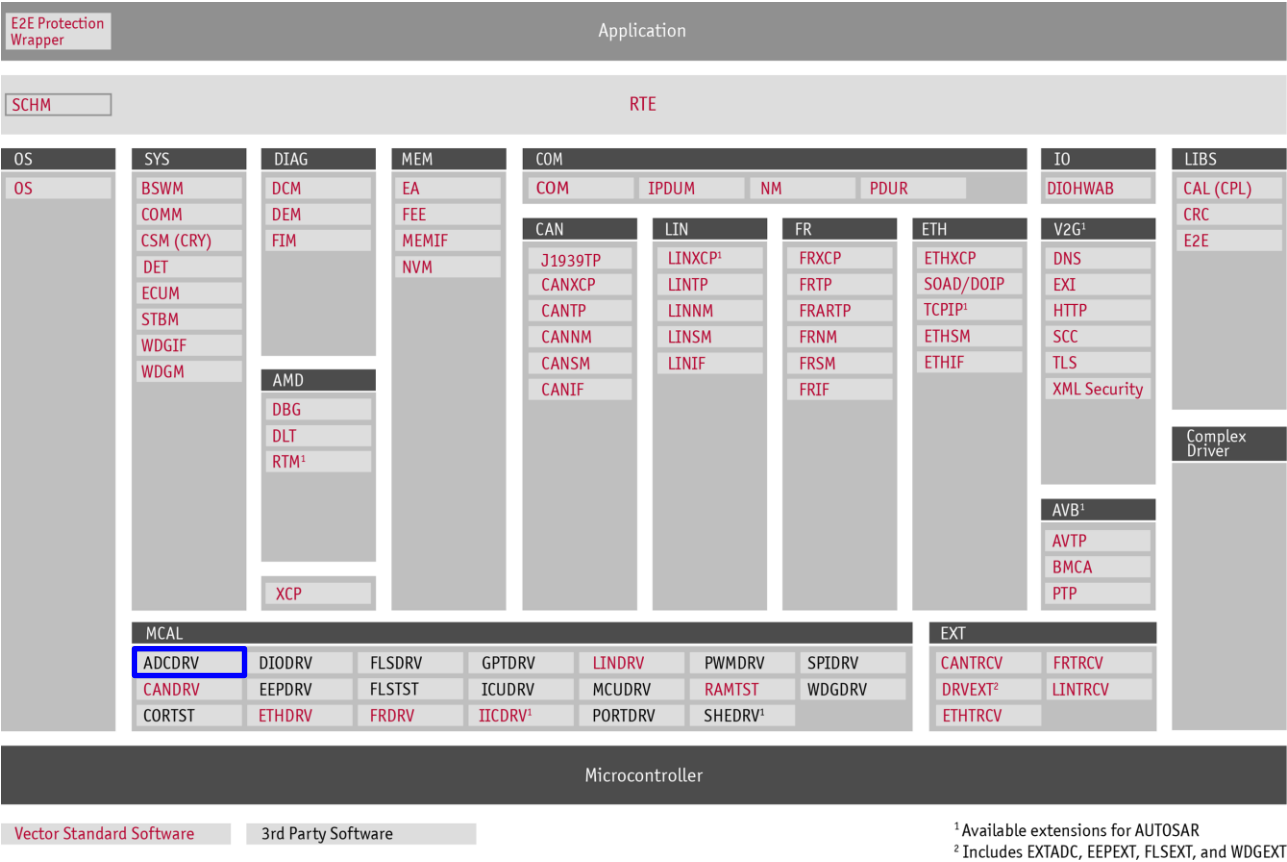 E2E Protection
Wrapper
Application
SCHM
RTE
OS
OS
SYS
BSWM
COMM
CSM (CRY)
DET
ECUM
STBM
WDGIF
WDGM
DIAG
DCM
DEM
FIM
AMD
DBG
DLT
RTM¹
XCP
MEM
EA
FEE
MEMIF
NVM
COM
COM IPDUM NM PDUR
CAN
J1939TP
CANXCP
CANTP
CANNM
CANSM
CANIF
LIN
LINXCP¹
LINTP
LINNM
LINSM
LINIF
FR
FRXCP
FRTP
FRARTP
FRNM
FRSM
FRIF
ETH
ETHXCP
SOAD/DOIP
TCPIP¹
ETHSM
ETHIF
IO
DIOHWAB
V2G¹
DNS
EXI
HTTP
SCC
TLS
XML Security
AVB¹
AVTP
BMCA
PTP
LIBS
CAL (CPL)
CRC
E2E
Complex
Driver
MCAL
ADCDRV DIODRV FLSDRV GPTDRV LINDRV PWMDRV SPIDRV
CANDRV EEPDRV FLSTST ICUDRV MCUDRV RAMTST WDGDRV
CORTST ETHDRV FRDRV IICDRV¹ PORTDRV SHEDRV¹
EXT
CANTRCV FRTRCV
DRVEXT² LINTRCV
ETHTRCV
Microcontroller
Vector Standard Software 3rd Party Software
¹ Available extensions for AUTOSAR
² Includes EXTADC, EEPEXT, FLSEXT, and WDGEXT